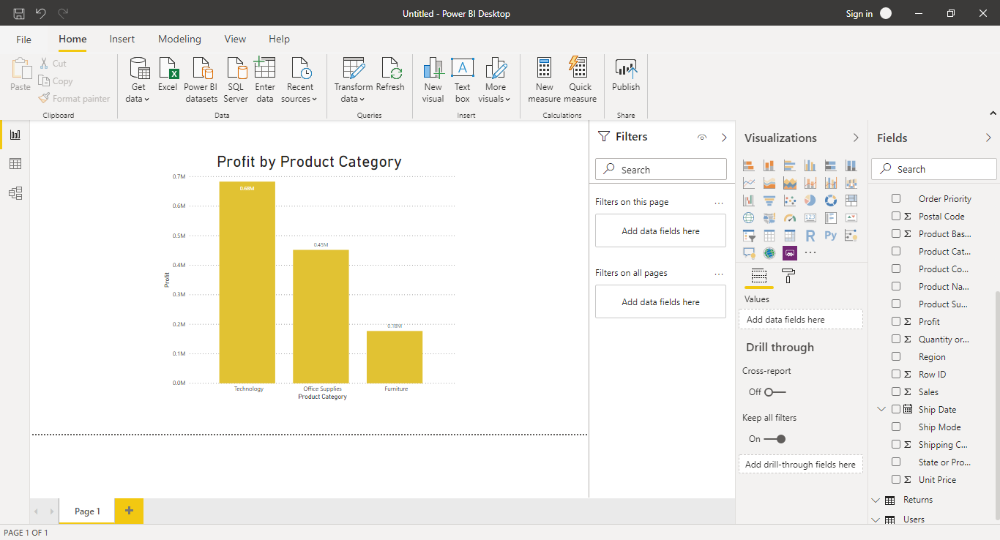 Untitled - Power BI Desktop
Sign in
File
Home
Insert
Modeling
View
Help
Paste
Cut
Copy
Format painter
Clipboard
Get data
Excel
Power BI datasets
SQL Server
Enter data
Recent sources
Data
Transform data
Refresh
Queries
New visual
Text box
More visuals
Insert
New measure
Quick measure
Calculations
Publish
Share
Profit by Product Category
0.7M
0.6M
0.5M
0.4M
0.3M
0.2M
0.1M
0.0M
Profit
0.68M
0.45M
0.18M
Technology
Office Supplies
Furniture
Product Category
Page 1
+
PAGE 1 OF 1
Filters
Search
Filters on this page
...
Add data fields here
Filters on all pages
...
Add data fields here
Visualizations
123
R
Py
...
Values
Add data fields here
Drill through
Cross-report
Off
Keep all filters
On
Add drill-through fields here
Fields
Search
Order Priority
Σ Postal Code
Σ Product Bas...
Product Cat...
Product Co...
Product Na...
Product Su...
Σ Profit
Σ Quantity or...
Region
Σ Row ID
Σ Sales
Ship Date
Ship Mode
Σ Shipping C...
State or Pro...
Σ Unit Price
Returns
Users